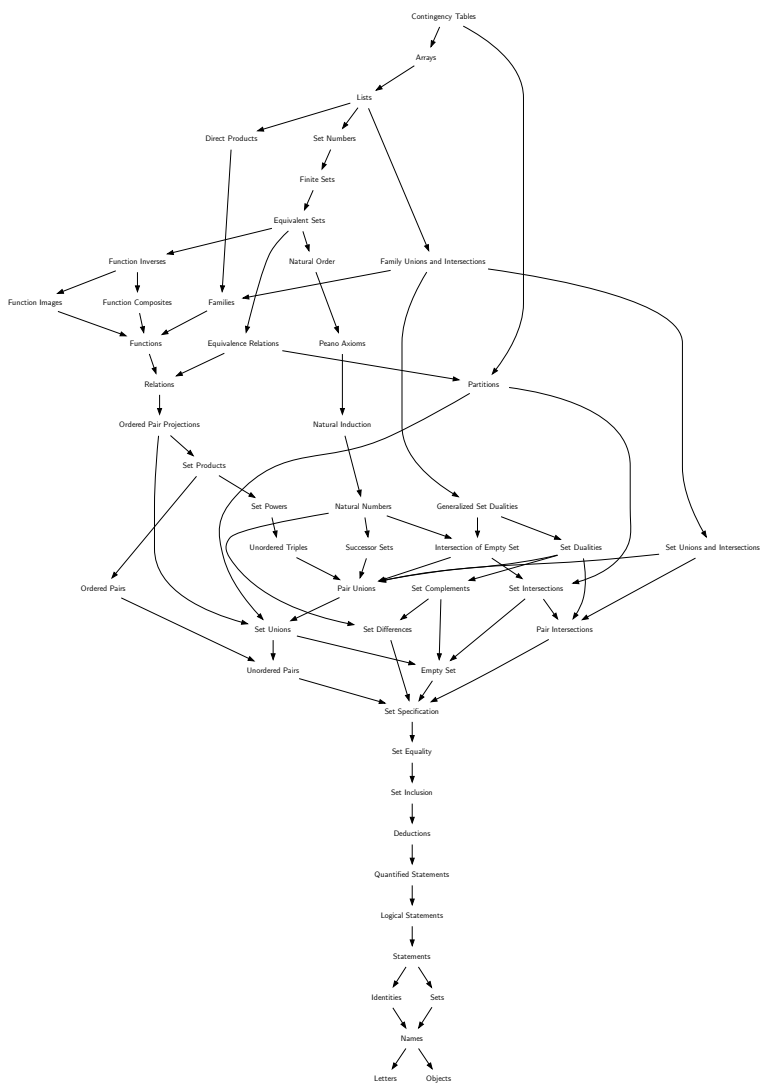 Contingency Tables
Arrays
Lists
Direct Products
Set Numbers
Finite Sets
Equivalent Sets
Function Inverses
Natural Order
Family Unions and Intersections
Function Images
Function Composites
Families
Functions
Equivalence Relations
Peano Axioms
Relations
Partitions
Ordered Pair Projections
Natural Induction
Set Products
Set Powers
Natural Numbers
Generalized Set Dualities
Unordered Triples
Successor Sets
Intersection of Empty Set
Set Dualities
Set Unions and Intersections
Ordered Pairs
Pair Unions
Set Complements
Set Intersections
Set Unions
Set Differences
Pair Intersections
Unordered Pairs
Empty Set
Set Specification
Set Equality
Set Inclusion
Deductions
Quantified Statements
Logical Statements
Statements
Identities
Sets
Names
Letters
Objects